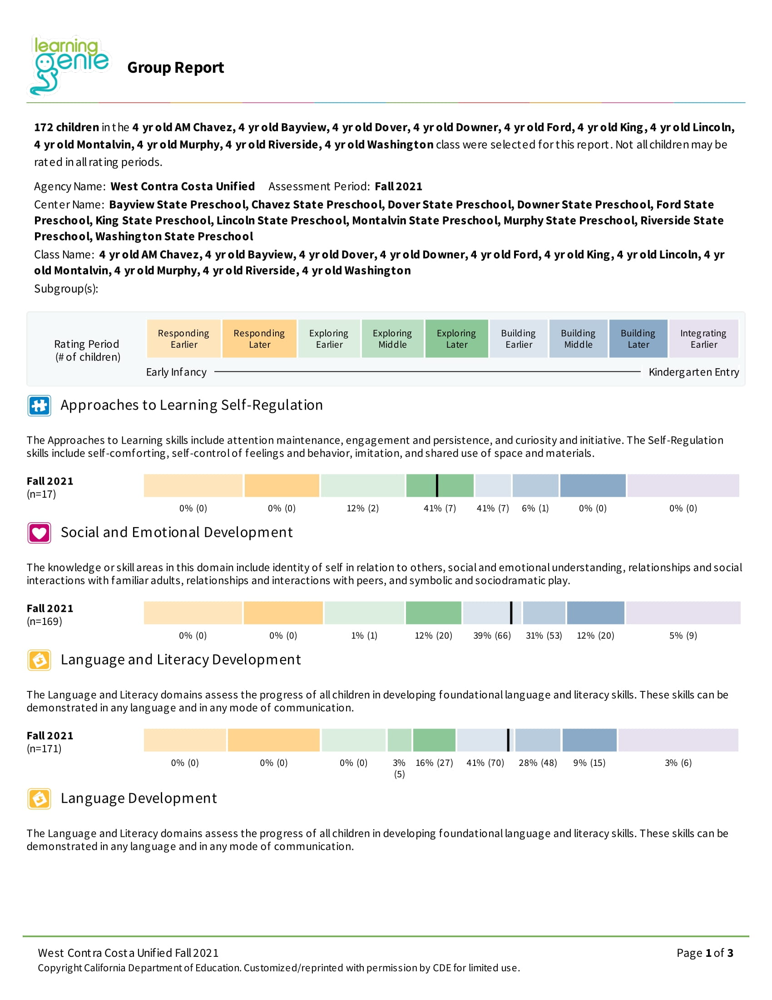 learning
genie
Group Report
172 children in the 4 yr old AM Chavez, 4 yr old Bayview, 4 yr old Dover, 4 yr old Downer, 4 yr old Ford, 4 yr old King, 4 yr old Lincoln,
4 yr old Montalvin, 4 yr old Murphy, 4 yr old Riverside, 4 yr old Washington class were selected for this report. Not all children may be
rated in all rating periods.
Agency Name: West Contra Costa Unified Assessment Period: Fall 2021
Center Name: Bayview State Preschool, Chavez State Preschool, Dover State Preschool, Downer State Preschool, Ford State
Preschool, King State Preschool, Lincoln State Preschool, Montalvin State Preschool, Murphy State Preschool, Riverside State
Preschool, Washington State Preschool
Class Name: 4 yr old AM Chavez, 4 yr old Bayview, 4 yr old Dover, 4 yr old Downer, 4 yr old Ford, 4 yr old King, 4 yr old Lincoln, 4 yr
old Montalvin, 4 yr old Murphy, 4 yr old Riverside, 4 yr old Washington
Subgroup(s):
Rating Period
(# of children)
Responding Earlier
Responding Later
Exploring Earlier
Exploring Middle
Exploring Later
Building Earlier
Building Middle
Building Later
Integrating Earlier
Early Infancy Kindergarten Entry
Approaches to Learning Self-Regulation
The Approaches to Learning skills include attention maintenance, engagement and persistence, and curiosity and initiative. The Self-Regulation
skills include self-comforting, self-control of feelings and behavior, imitation, and shared use of space and materials.
Fall 2021
(n=17)
0% (0) 0% (0) 12% (2) 41% (7) 41% (7) 6% (1) 0% (0) 0% (0)
Social and Emotional Development
The knowledge or skill areas in this domain include identity of self in relation to others, social and emotional understanding, relationships and social
interactions with familiar adults, relationships and interactions with peers, and symbolic and sociodramatic play.
Fall 2021
(n=169)
0% (0) 0% (0) 1% (1) 12% (20) 39% (66) 31% (53) 12% (20) 5% (9)
Language and Literacy Development
The Language and Literacy domains assess the progress of all children in developing foundational language and literacy skills. These skills can be
demonstrated in any language and in any mode of communication.
Fall 2021
(n=171)
0% (0) 0% (0) 0% (0) 3% (5) 16% (27) 41% (70) 28% (48) 9% (15) 3% (6)
Language Development
The Language and Literacy domains assess the progress of all children in developing foundational language and literacy skills. These skills can be
demonstrated in any language and in any mode of communication.
West Contra Costa Unified Fall 2021 Page 1 of 3
Copyright California Department of Education. Customized/reprinted with permission by CDE for limited use.